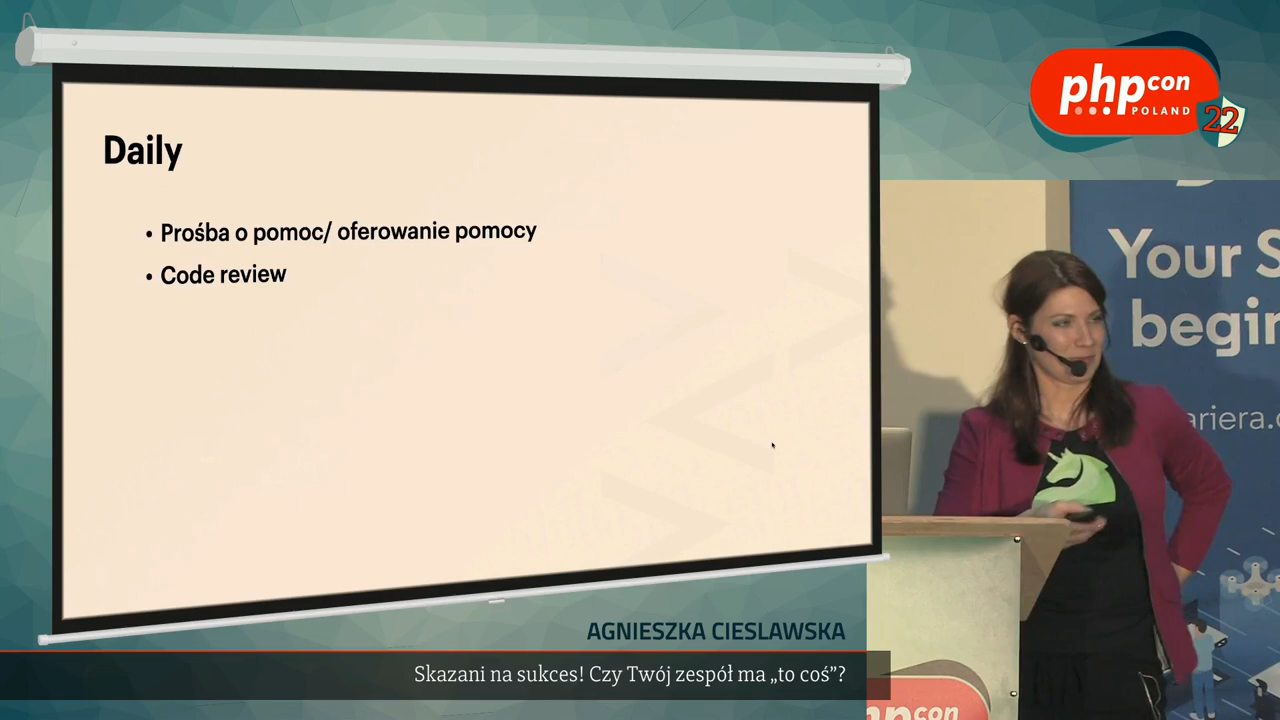 phpcon
POLAND
22
Daily
• Prośba o pomoc/ oferowanie pomocy
• Code review
Your S
begin
ariera.
AGNIESZKA CIESLAWSKA
Skazani na sukces! Czy Twój zespół ma „to coś”?
phpcon